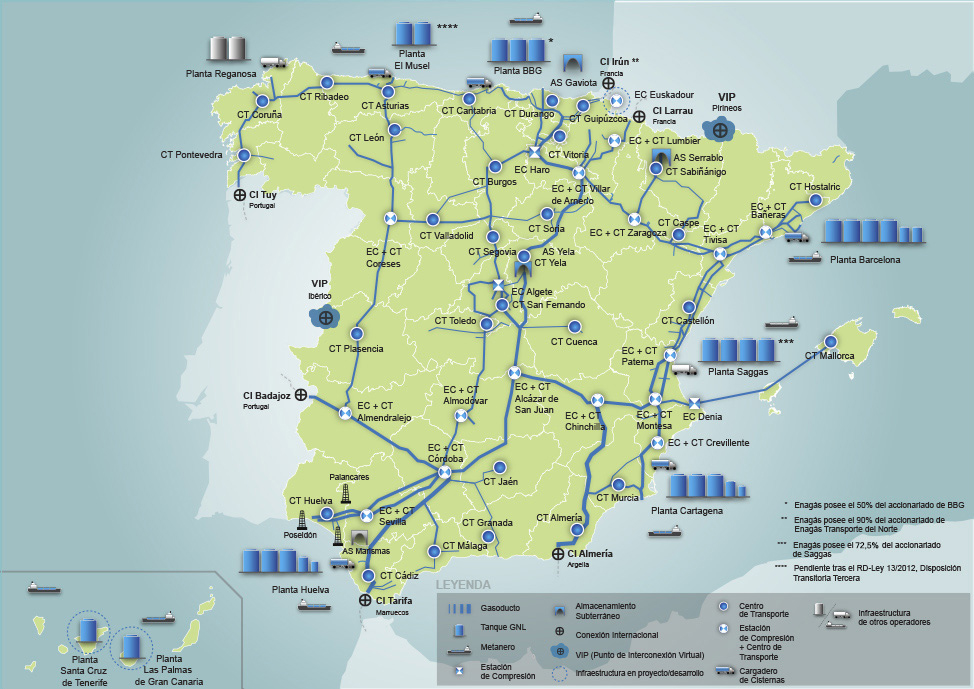 Planta Reganosa
****
Planta
El Musel
*
Planta BBG
AS Gaviota
CI Irún **
Francia
EC Euskadour
CI Larrau
Francia
VIP
Pirineos
CT Coruña
CT Ribadeo
CT Asturias
CT Cantabria
CT Durango
CT Guipúzcoa
CT León
CT Vitoria
EC + CT Lumbier
AS Serrablo
CT Sabiñánigo
CT Pontevedra
CT Burgos
EC Haro
EC + CT Villar
de Arnedo
CT Hostalric
CI Tuy
Portugal
CT Valladolid
CT Soria
EC + CT Zaragoza
CT Caspe
EC + CT
Tivisa
EC + CT
Bañeras
Planta Barcelona
EC + CT
Coreses
CT Segovia
AS Yela
CT Yela
VIP
Ibérico
EC Algete
CT San Fernando
CT Toledo
CT Cuenca
CT Castellón
CT Plasencia
EC + CT
Paterna
***
Planta Saggas
CT Mallorca
CI Badajoz
Portugal
EC + CT
Almendralejo
EC + CT
Almodóvar
EC + CT
Alcázar de
San Juan
EC + CT
Chinchilla
EC + CT
Montesa
EC Denia
EC + CT
Córdoba
EC + CT Crevillente
CT Jaén
CT Murcia
Planta Cartagena
Palancares
CT Huelva
Poseidón
EC + CT
Sevilla
AS Marismas
CT Granada
CT Málaga
CT Almería
CI Almería
Argelia
Planta Huelva
CT Cádiz
CI Tarifa
Marruecos
* Enagás posee el 50% del accionariado de BBG
** Enagás posee el 90% del accionariado de
Enagás Transporte del Norte
*** Enagás posee el 72,5% del accionariado
de Saggas
**** Pendiente tras el RD-Ley 13/2012, Disposición
Transitoria Tercera
Planta
Santa Cruz
de Tenerife
Planta
Las Palmas
de Gran Canaria
LEYENDA
Gasoducto
Tanque GNL
Metanero
Estación
de Compresión
Almacenamiento
Subterráneo
Conexión Internacional
VIP (Punto de Interconexión Virtual)
Infraestructura en proyecto/desarrollo
Centro
de Transporte
Estación
de Compresión
+ Centro de
Transporte
Cargadero
de Cisternas
Infraestructura
de otros operadores